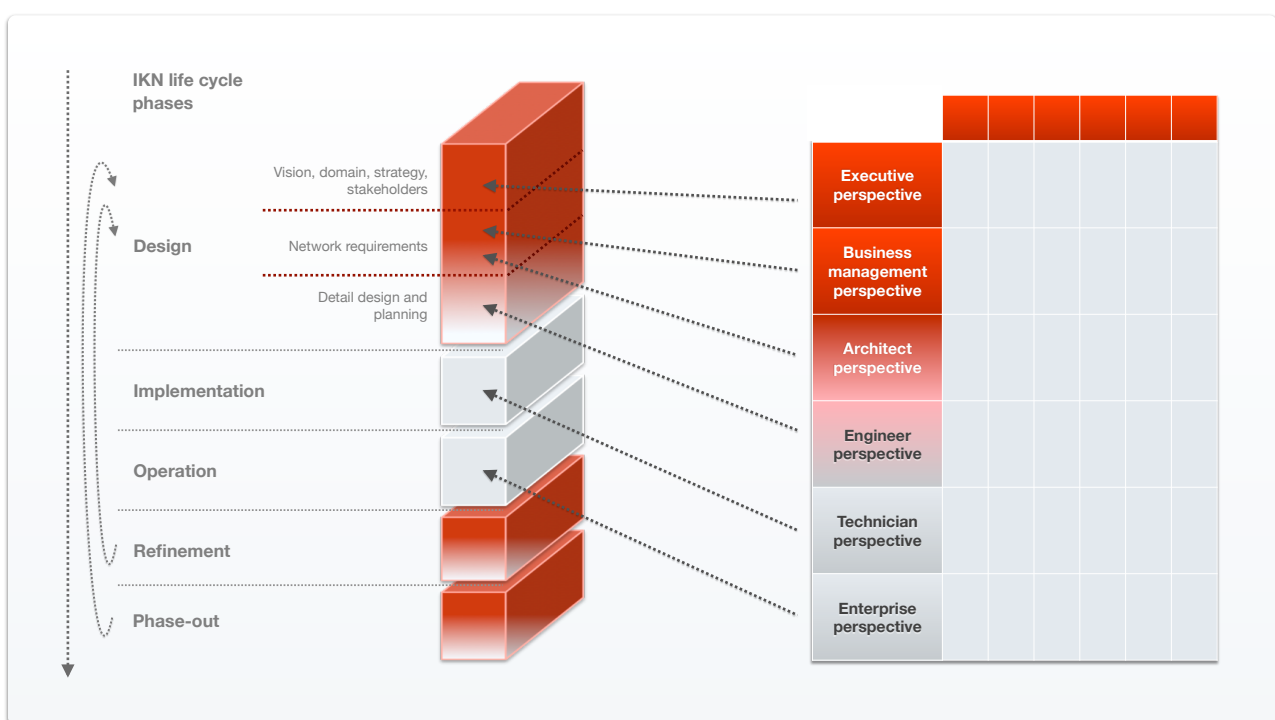 IKN life cycle
phases
Vision, domain, strategy,
stakeholders
Design
Network requirements
Detail design and
planning
Implementation
Operation
Refinement
Phase-out
Executive
perspective
Business
management
perspective
Architect
perspective
Engineer
perspective
Technician
perspective
Enterprise
perspective